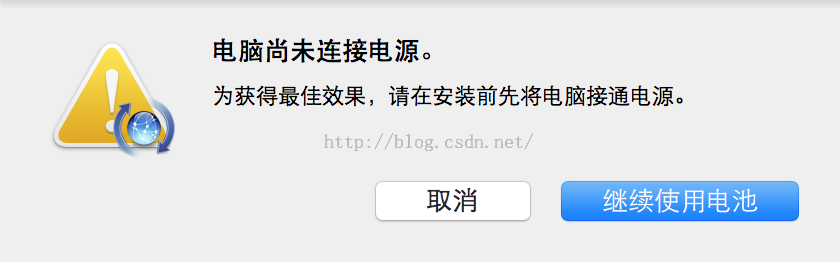 电脑尚未连接电源。
为获得最佳效果，请在安装前先将电脑接通电源。
http://blog.csdn.net/
取消
继续使用电池